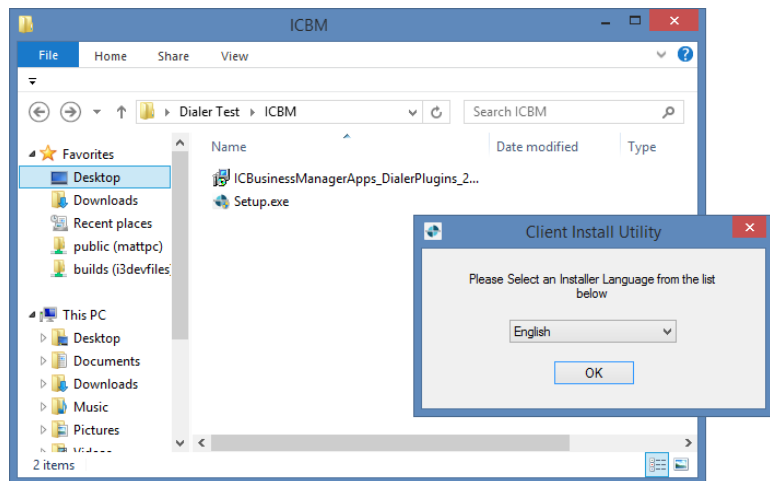 ICBM
File Home Share View
Dialer Test ICBM Search ICBM
Name Date modified Type
Favorites
Desktop
Downloads
Recent places
public (mattpc)
builds (i3devfiles)
This PC
Desktop
Documents
Downloads
Music
Pictures
Videos
ICBusinessManagerApps_DialerPlugins_2...
Setup.exe
2 items
Client Install Utility
Please Select an Installer Language from the list
below
English
OK